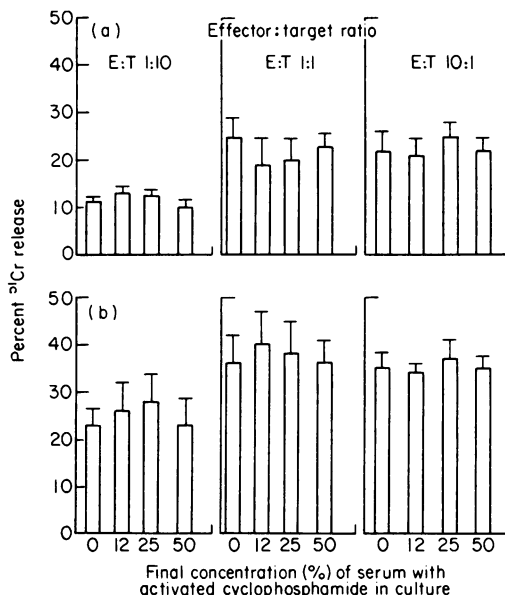 (a) Effector: target ratio
E:T 1:10 E:T 1:1 E:T 10:1
50
40
30
20
10
0
Percent ⁵¹Cr release
(b)
50
40
30
20
10
0
0 12 25 50 0 12 25 50 0 12 25 50
Final concentration (%) of serum with
activated cyclophosphamide in culture